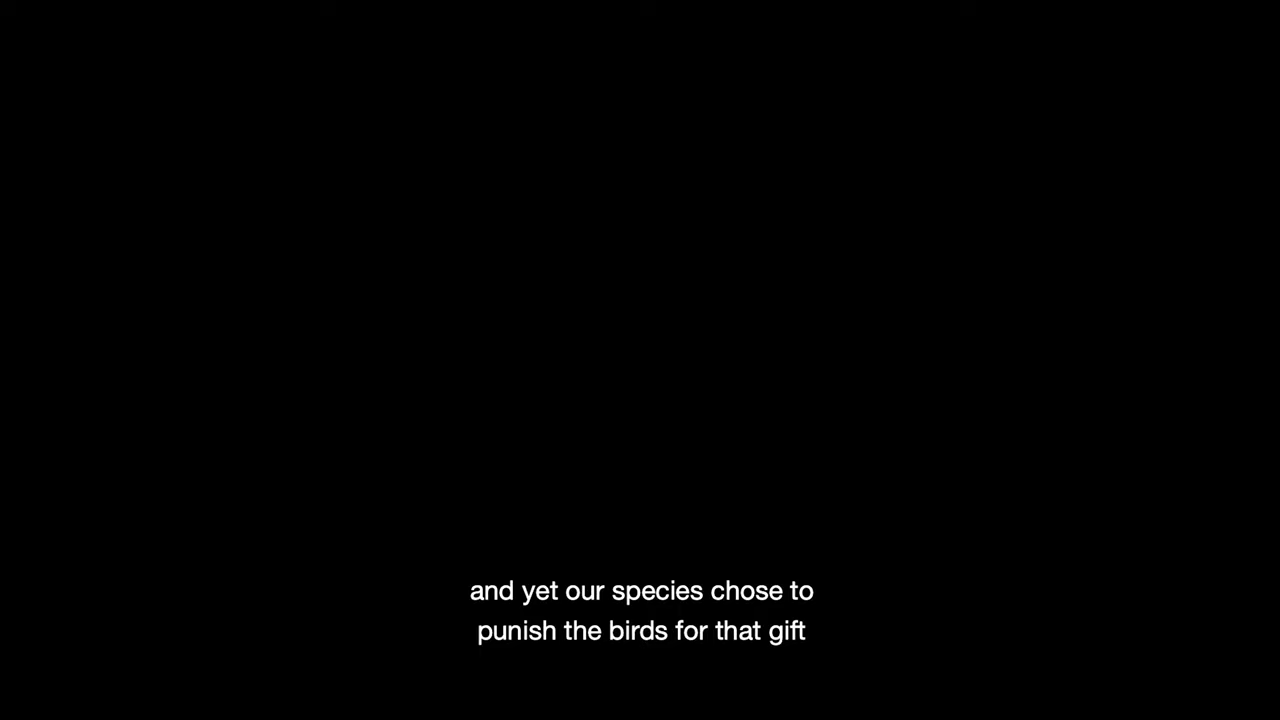 and yet our species chose to
punish the birds for that gift